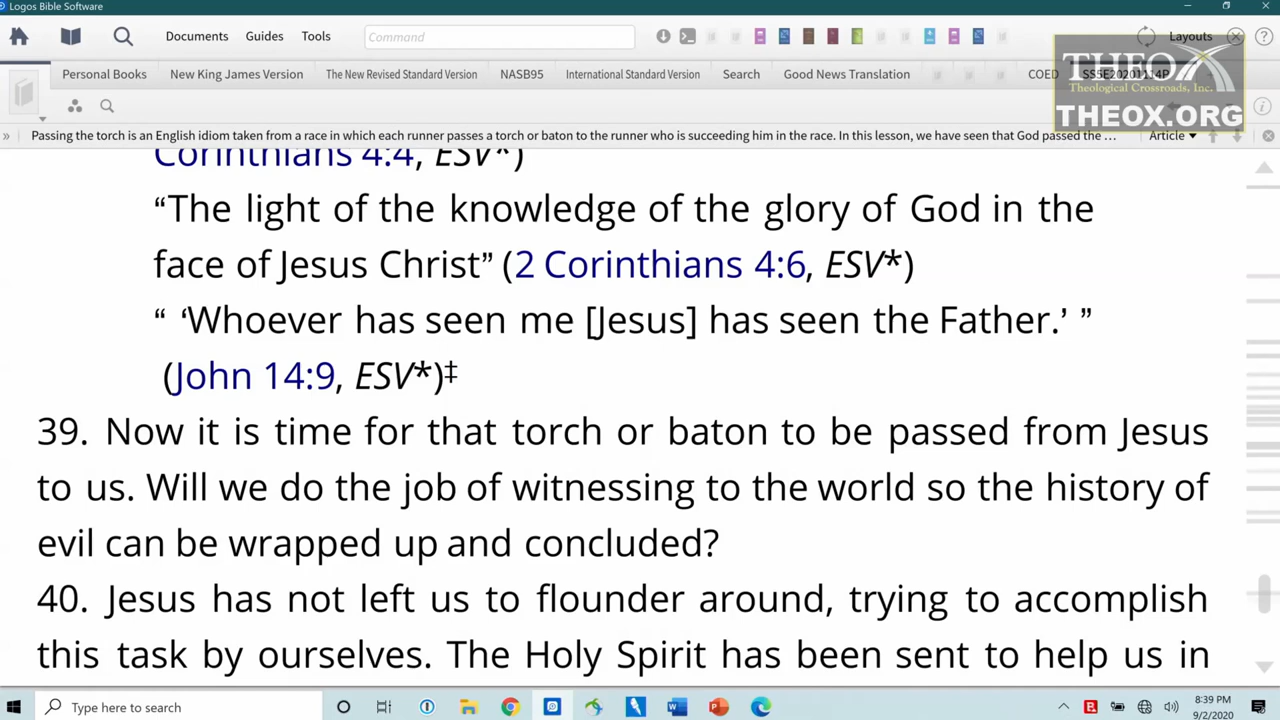 Logos Bible Software
Documents Guides Tools Command Layouts
Personal Books New King James Version The New Revised Standard Version NASB95 International Standard Version Search Good News Translation COED SSSE20201114P
THEOX
Theological Crossroads, Inc.
THEOX.ORG
» Passing the torch is an English idiom taken from a race in which each runner passes a torch or baton to the runner who is succeeding him in the race. In this lesson, we have seen that God passed the … Article
Corinthians 4:4, ESV*)
“The light of the knowledge of the glory of God in the
face of Jesus Christ” (2 Corinthians 4:6, ESV*)
“ ‘Whoever has seen me [Jesus] has seen the Father.’ ”
(John 14:9, ESV*)‡
39. Now it is time for that torch or baton to be passed from Jesus
to us. Will we do the job of witnessing to the world so the history of
evil can be wrapped up and concluded?
40. Jesus has not left us to flounder around, trying to accomplish
this task by ourselves. The Holy Spirit has been sent to help us in
Type here to search
8:39 PM
9/2/2020